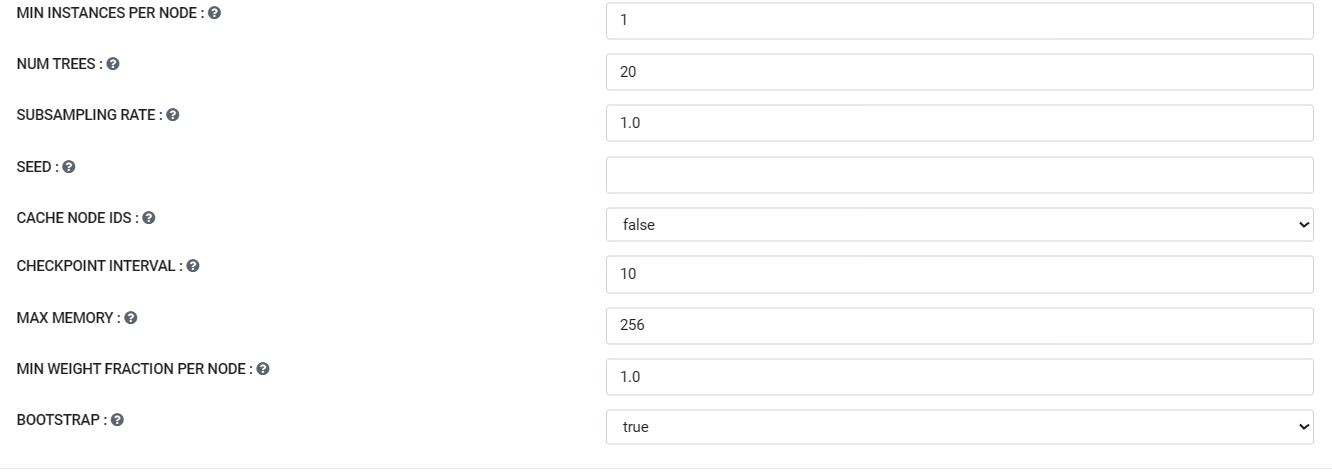 MIN INSTANCES PER NODE : 1
NUM TREES : 20
SUBSAMPLING RATE : 1.0
SEED :
CACHE NODE IDS : false
CHECKPOINT INTERVAL : 10
MAX MEMORY : 256
MIN WEIGHT FRACTION PER NODE : 1.0
BOOTSTRAP : true